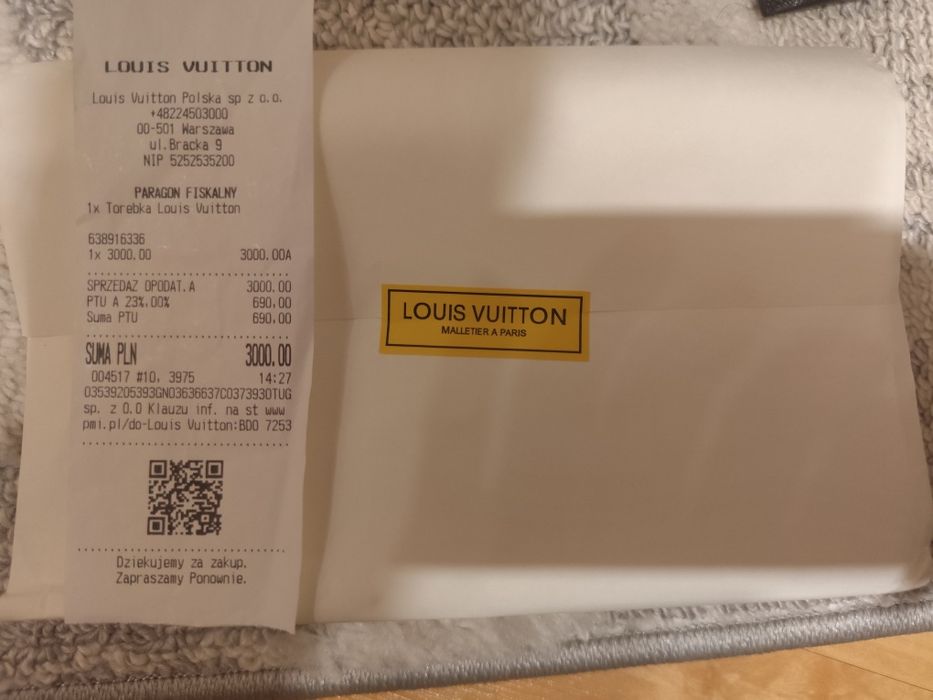 LOUIS VUITTON
Louis Vuitton Polska sp z o.o.
+48224503000
00-501 Warszawa
ul.Bracka 9
NIP 5252535200
PARAGON FISKALNY
1x Torebka Louis Vuitton
638916336
1x 3000.00 3000.00A
SPRZEDAZ OPODAT.A 3000.00
PTU A 23%.00% 690.00
Suma PTU 690.00
SUMA PLN 3000.00
004517 #10, 3975 14:27
03539205393GN03636637C0373930TUG
sp. z O.O Klauzu inf. na st www
pmi.pl/do-Louis Vuitton:BDO 7253
Dziekujemy za zakup.
Zapraszamy Ponownie.
LOUIS VUITTON
MALLETIER A PARIS